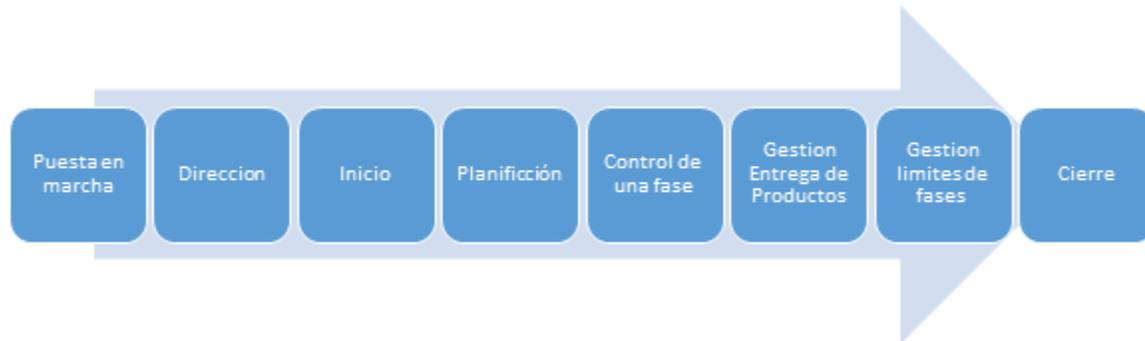 Puesta en
marcha
Direccion
Inicio
Planificción
Control de
una fase
Gestion
Entrega de
Productos
Gestion
limites de
fases
Cierre